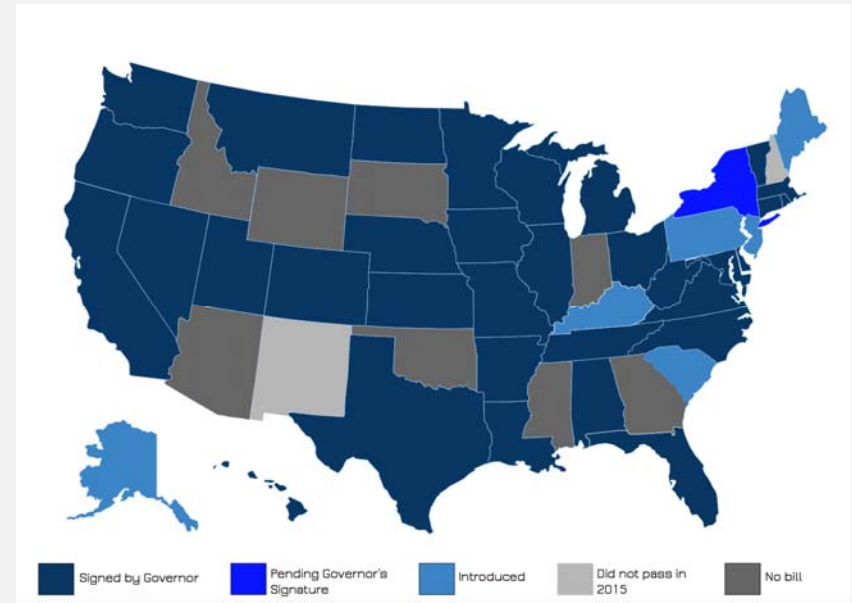 Signed by Governor
Pending Governor's
Signature
Introduced
Did not pass in
2015
No bill